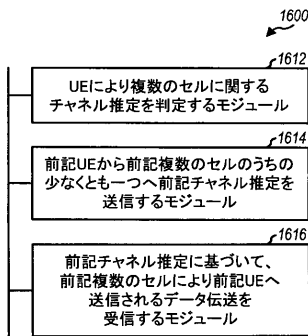 1600
1612
UEにより複数のセルに関する
チャネル推定を判定するモジュール
1614
前記UEから前記複数のセルのうちの
少なくとも一つへ前記チャネル推定を
送信するモジュール
1616
前記チャネル推定に基づいて、
前記複数のセルにより前記UEへ
送信されるデータ伝送を
受信するモジュール